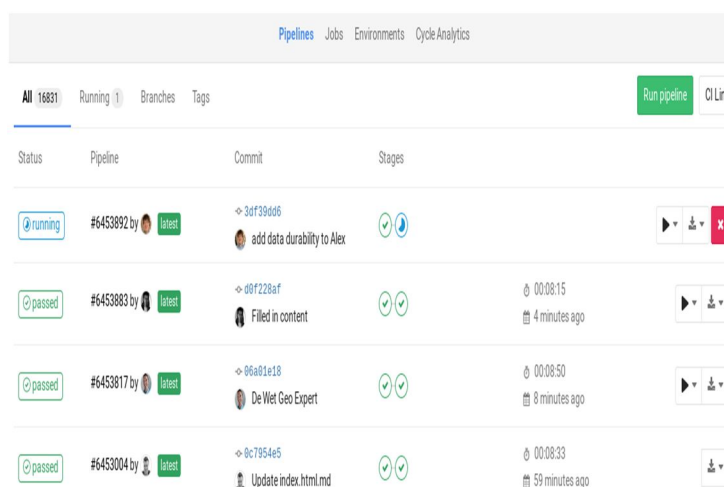 Pipelines Jobs Environments Cycle Analytics
All 16831 Running 1 Branches Tags Run pipeline CI
Status Pipeline Commit Stages
running #6453892 by latest 3df39dd6
add data durability to Alex
passed #6453883 by latest d0f228af 00:08:15
Filled in content 4 minutes ago
passed #6453817 by latest 06a01e18 00:08:50
De Wet Geo Expert 8 minutes ago
passed #6453004 by latest 0c7954e5 00:08:33
Update index.html.md 59 minutes ago